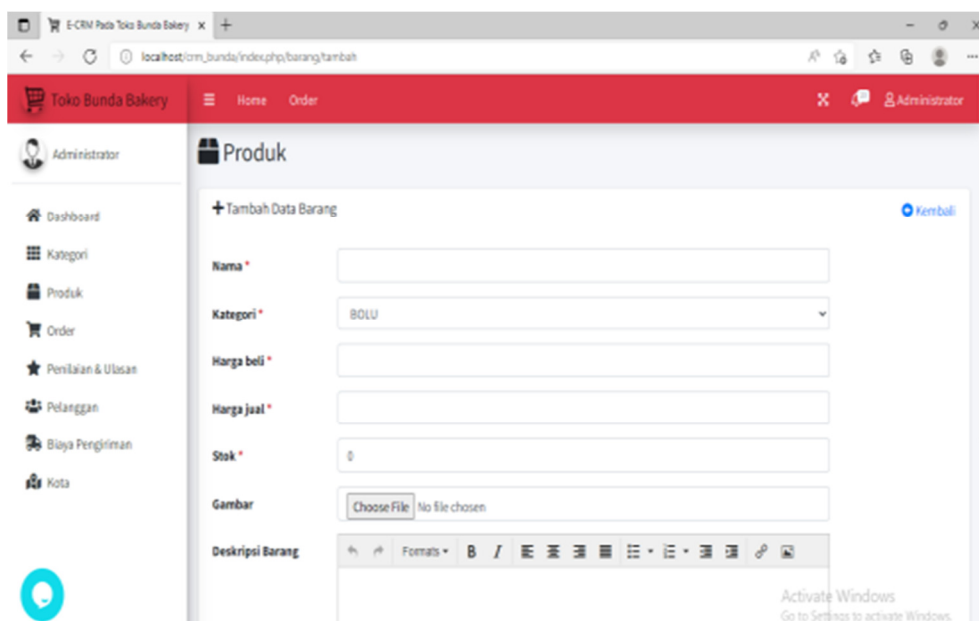 E-CRM Pada Toko Bunda Bakery
localhost/crm_bunda/index.php/barang/tambah
Toko Bunda Bakery
Home Order
Administrator
Administrator
Produk
Dashboard
Tambah Data Barang
Kembali
Kategori
Nama *
Produk
Kategori *
BOLU
Order
Harga beli *
Penilaian & Ulasan
Pelanggan
Harga jual *
Biaya Pengiriman
Stok *
0
Kota
Gambar
Choose File No file chosen
Deskripsi Barang
Formats B I
Activate Windows
Go to Settings to activate Windows.